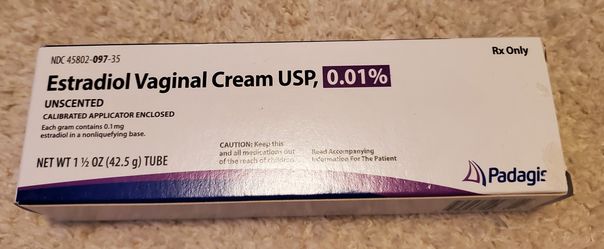 NDC 45802-097-35
Rx Only
Estradiol Vaginal Cream USP, 0.01%
UNSCENTED
CALIBRATED APPLICATOR ENCLOSED
Each gram contains 0.1mg
estradiol in a nonliquefying base.
CAUTION: Keep this
and all medications out
of the reach of children.
Read Accompanying
Information For The Patient
NET WT 1 ½ OZ (42.5 g) TUBE
Padagis